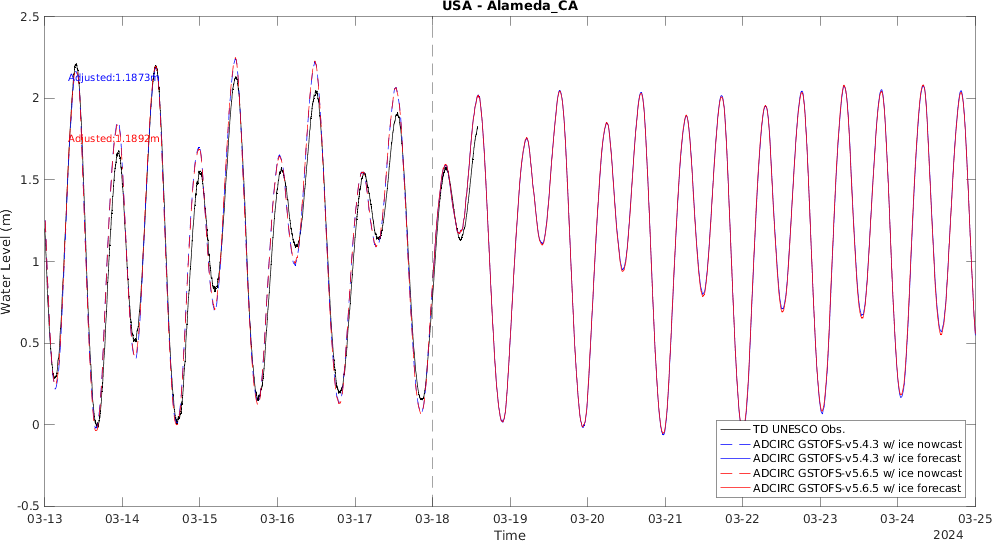 USA - Alameda_CA
2.5
2
1.5
1
0.5
0
-0.5
Water Level (m)
Adjusted:1.1873m
Adjusted:1.1892m
TD UNESCO Obs.
ADCIRC GSTOFS-v5.4.3 w/ ice nowcast
ADCIRC GSTOFS-v5.4.3 w/ ice forecast
ADCIRC GSTOFS-v5.6.5 w/ ice nowcast
ADCIRC GSTOFS-v5.6.5 w/ ice forecast
03-13 03-14 03-15 03-16 03-17 03-18 03-19 03-20 03-21 03-22 03-23 03-24 03-25
Time
2024